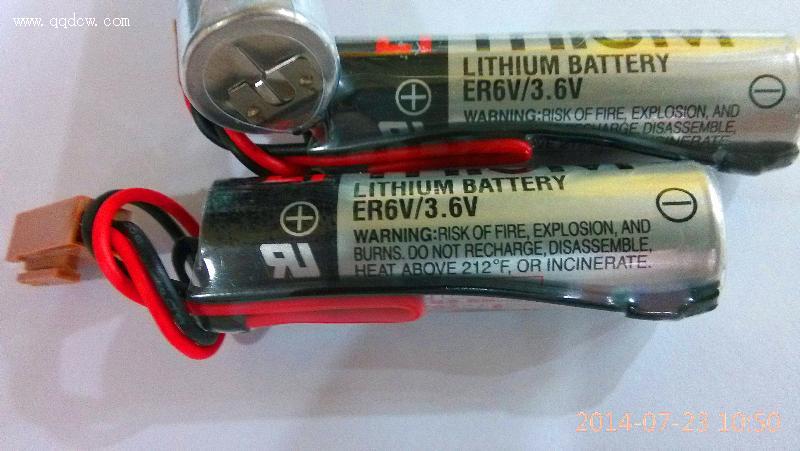 www.qqdcw.com
LITHIUM BATTERY
ER6V/3.6V
WARNING:RISK OF FIRE, EXPLOSION, AND
RECHARGE, DISASSEMBLE,
INCINERATE.
LITHIUM BATTERY
ER6V/3.6V
WARNING:RISK OF FIRE, EXPLOSION, AND
BURNS. DO NOT RECHARGE, DISASSEMBLE,
HEAT ABOVE 212°F, OR INCINERATE.
2014-07-23 10:50